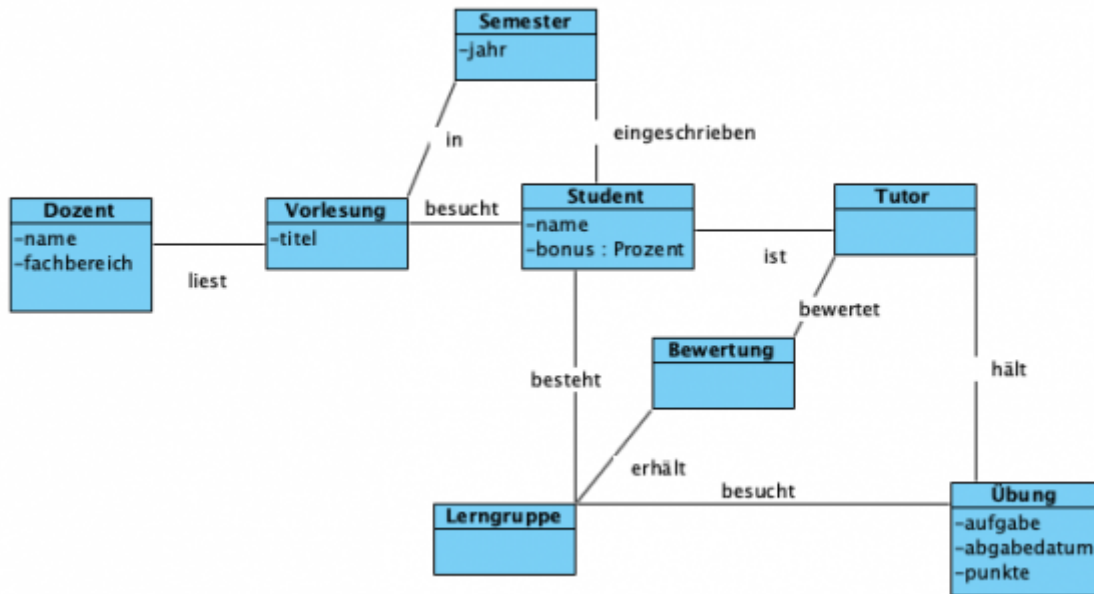 Semester
-jahr
in
eingeschrieben
Dozent
-name
-fachbereich
liest
Vorlesung
-titel
besucht
Student
-name
-bonus : Prozent
ist
Tutor
bewertet
Bewertung
besteht
hält
erhält
besucht
Lerngruppe
Übung
-aufgabe
-abgabedatum
-punkte